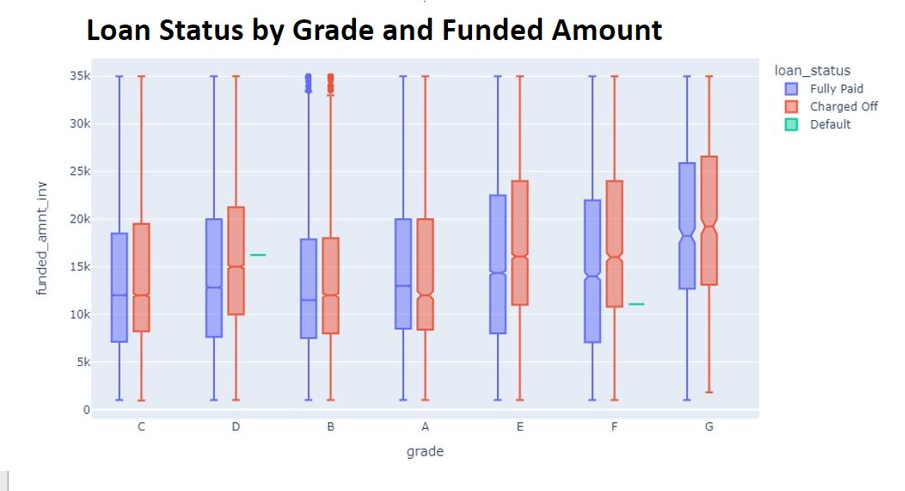 Loan Status by Grade and Funded Amount
loan_status
Fully Paid
Charged Off
Default
funded_amnt_inv
35k
30k
25k
20k
15k
10k
5k
0
C D B A E F G
grade